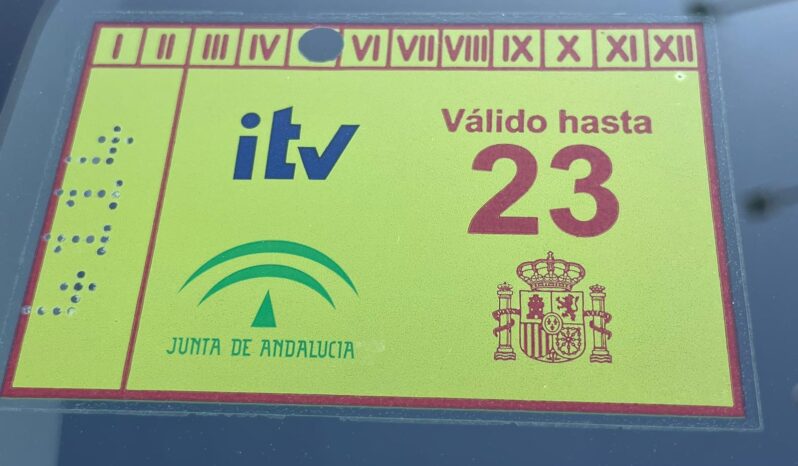 I II III IV VI VII VIII IX X XI XII
itv
Válido hasta
23
JUNTA DE ANDALUCIA